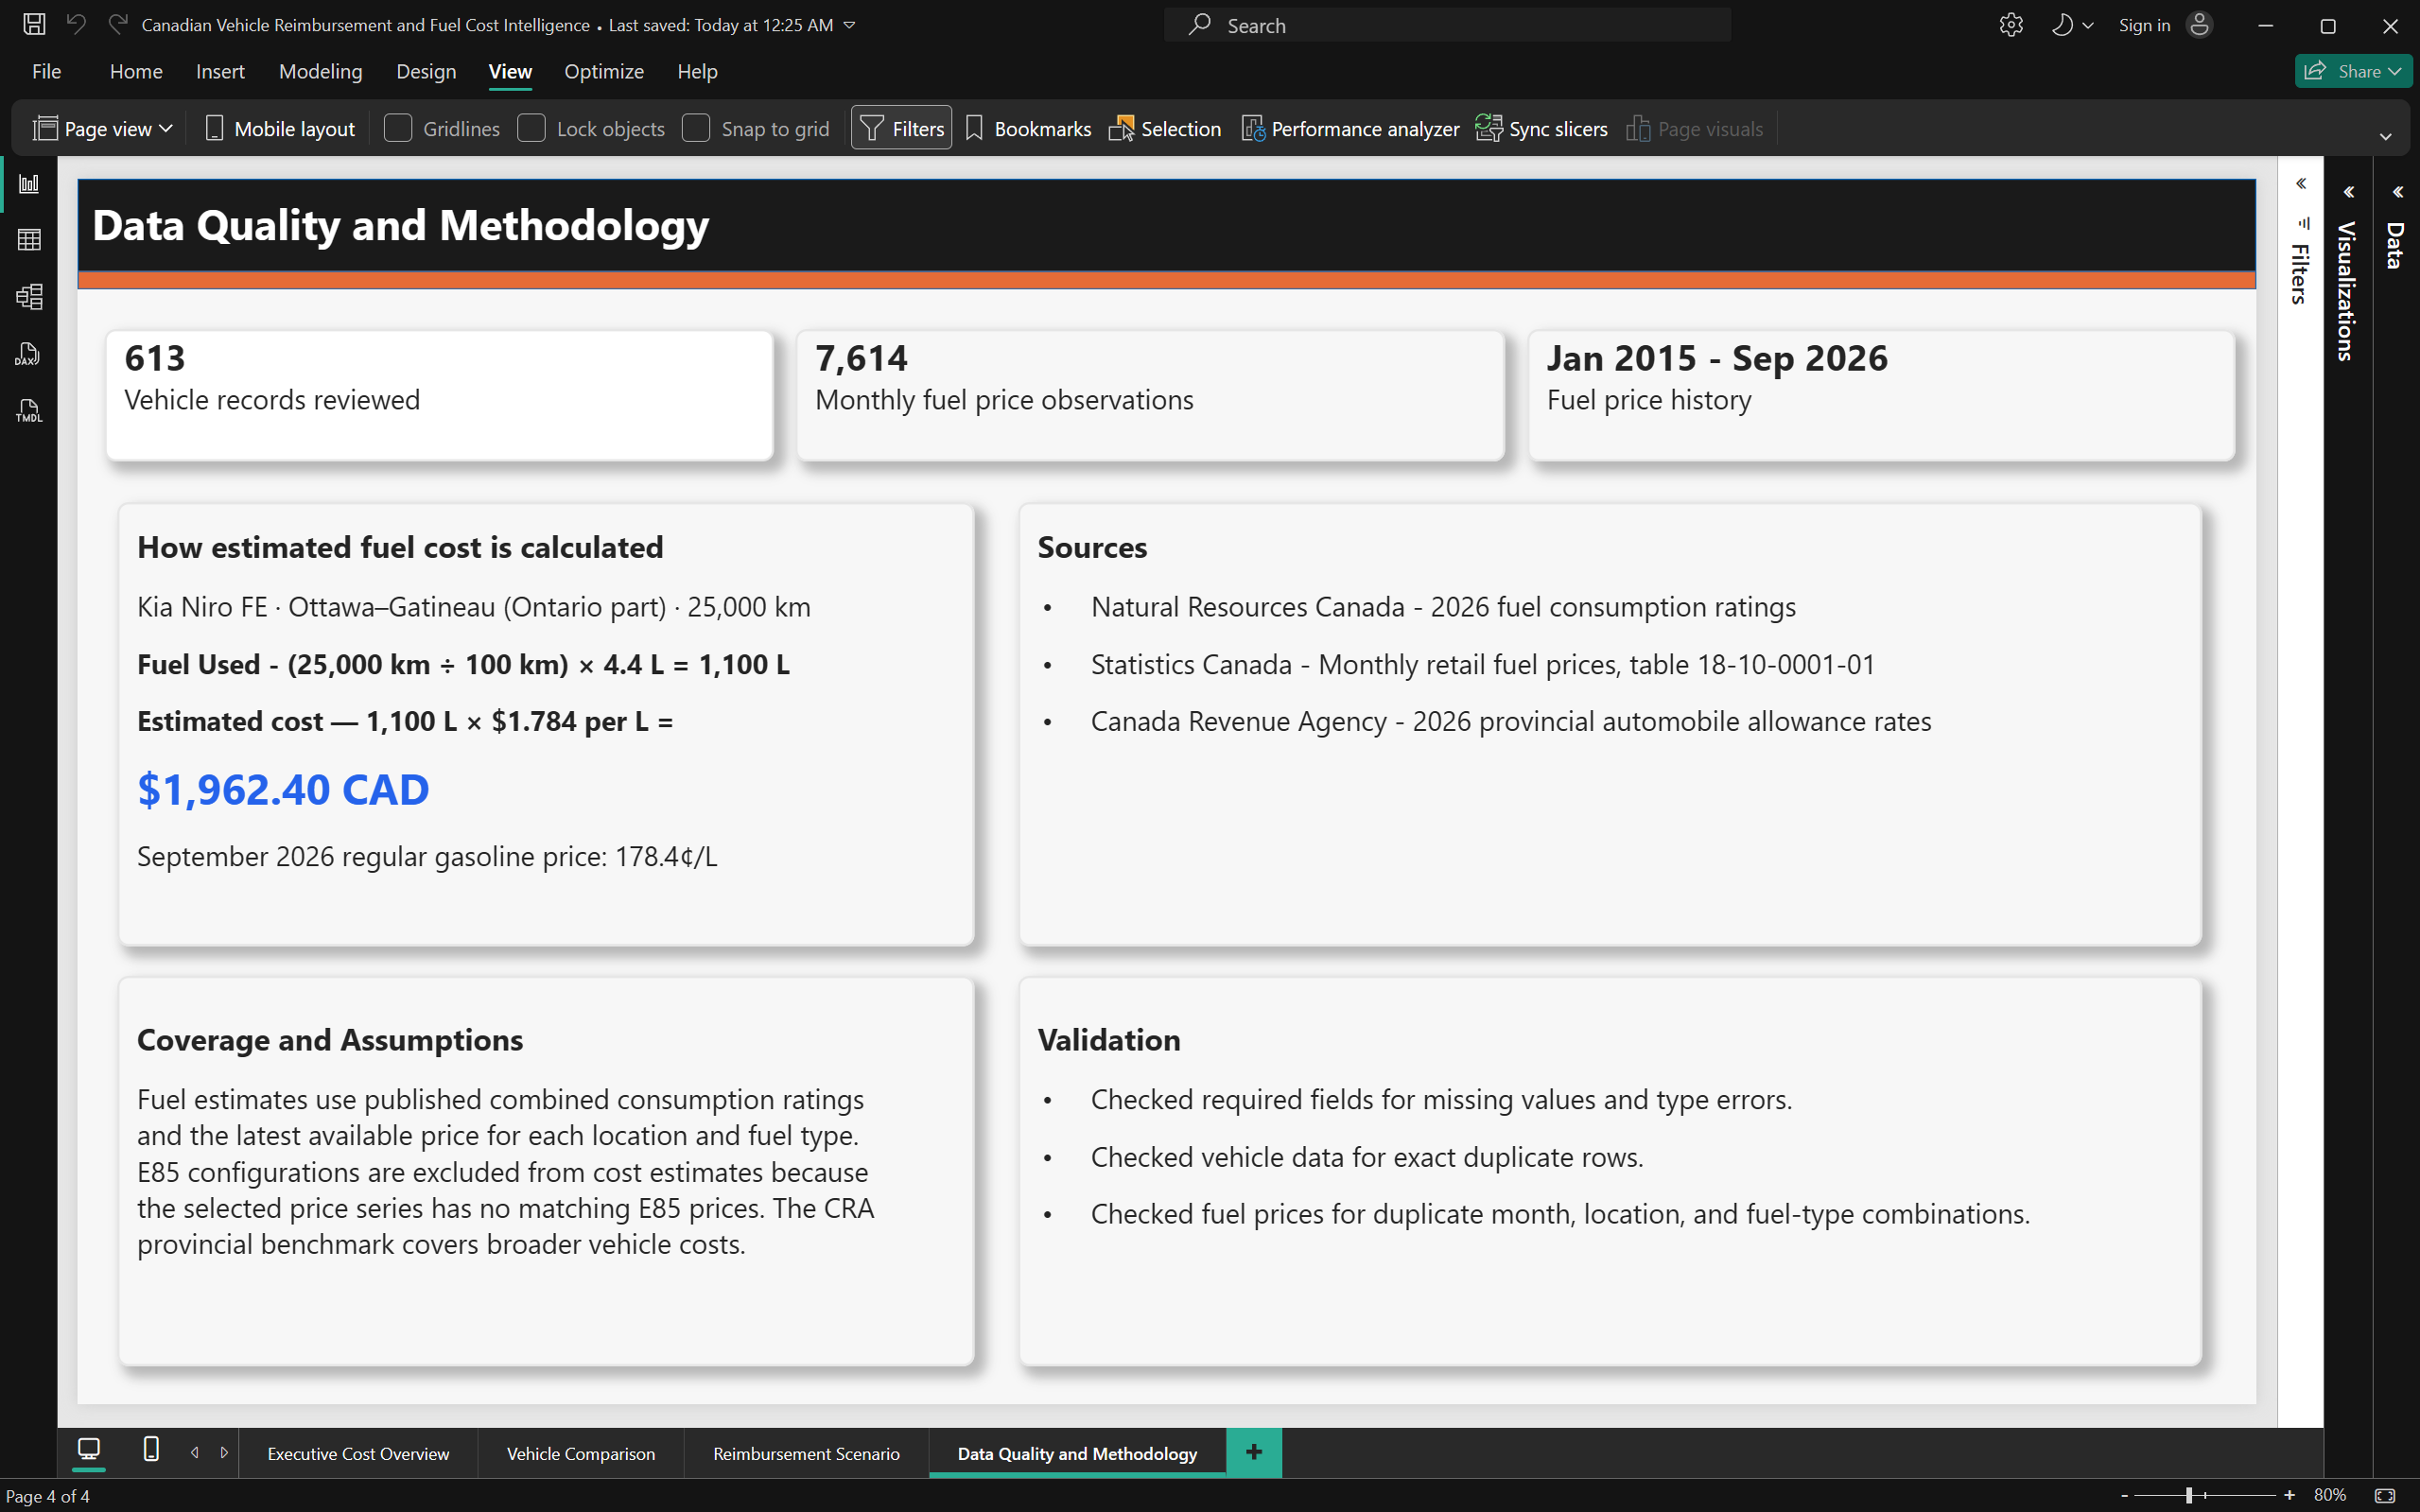 Canadian Vehicle Reimbursement and Fuel Cost Intelligence • Last saved: Today at 12:25 AM
Search
Sign in
File
Home
Insert
Modeling
Design
View
Optimize
Help
Share
Page view
Mobile layout
Gridlines
Lock objects
Snap to grid
Filters
Bookmarks
Selection
Performance analyzer
Sync slicers
Page visuals
DAX
TMDL
Data Quality and Methodology
613
Vehicle records reviewed
7,614
Monthly fuel price observations
Jan 2015 - Sep 2026
Fuel price history
How estimated fuel cost is calculated
Kia Niro FE · Ottawa–Gatineau (Ontario part) · 25,000 km
Fuel Used - (25,000 km ÷ 100 km) × 4.4 L = 1,100 L
Estimated cost — 1,100 L × $1.784 per L =
$1,962.40 CAD
September 2026 regular gasoline price: 178.4¢/L
Sources
• Natural Resources Canada - 2026 fuel consumption ratings
• Statistics Canada - Monthly retail fuel prices, table 18-10-0001-01
• Canada Revenue Agency - 2026 provincial automobile allowance rates
Coverage and Assumptions
Fuel estimates use published combined consumption ratings
and the latest available price for each location and fuel type.
E85 configurations are excluded from cost estimates because
the selected price series has no matching E85 prices. The CRA
provincial benchmark covers broader vehicle costs.
Validation
• Checked required fields for missing values and type errors.
• Checked vehicle data for exact duplicate rows.
• Checked fuel prices for duplicate month, location, and fuel-type combinations.
Filters
Visualizations
Data
Executive Cost Overview
Vehicle Comparison
Reimbursement Scenario
Data Quality and Methodology
+
Page 4 of 4
- + 80%